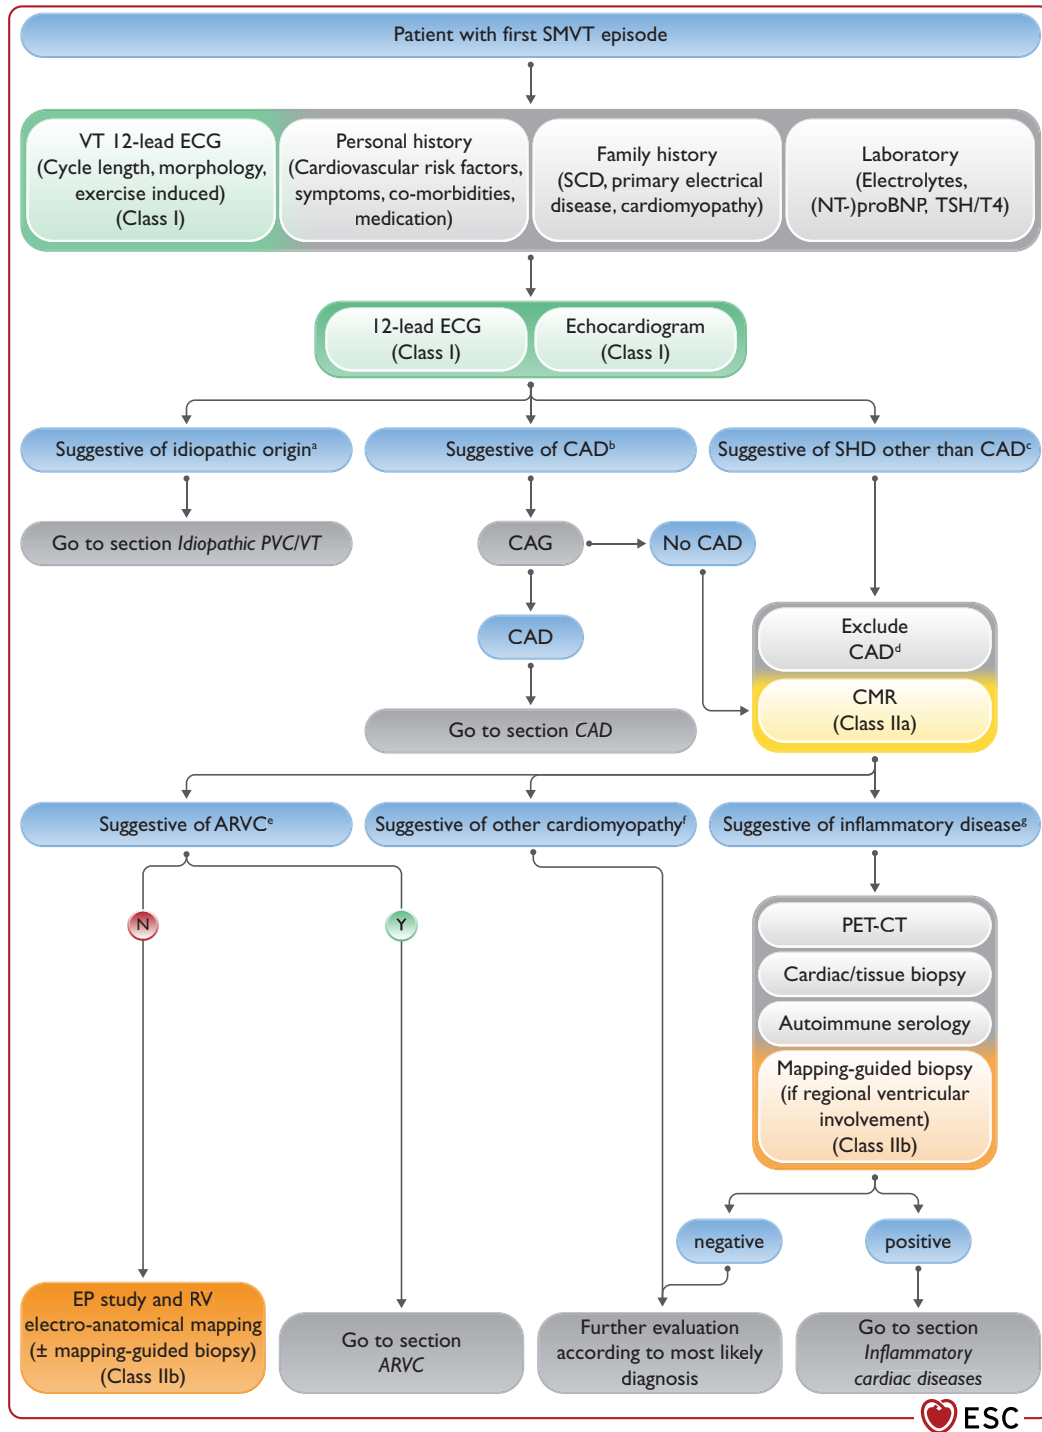 Patient with first SMVT episode
VT 12-lead ECG
(Cycle length, morphology,
exercise induced)
(Class I)
Personal history
(Cardiovascular risk factors,
symptoms, co-morbidities,
medication)
Family history
(SCD, primary electrical
disease, cardiomyopathy)
Laboratory
(Electrolytes,
(NT-)proBNP, TSH/T4)
12-lead ECG
(Class I)
Echocardiogram
(Class I)
Suggestive of idiopathic originᵃ
Suggestive of CADᵇ
Suggestive of SHD other than CADᶜ
Go to section Idiopathic PVC/VT
CAG
No CAD
CAD
Exclude
CADᵈ
CMR
(Class IIa)
Go to section CAD
Suggestive of ARVCᵉ
Suggestive of other cardiomyopathyᶠ
Suggestive of inflammatory diseaseᵍ
N
Y
PET-CT
Cardiac/tissue biopsy
Autoimmune serology
Mapping-guided biopsy
(if regional ventricular
involvement)
(Class IIb)
negative
positive
EP study and RV
electro-anatomical mapping
(± mapping-guided biopsy)
(Class IIb)
Go to section
ARVC
Further evaluation
according to most likely
diagnosis
Go to section
Inflammatory
cardiac diseases
ESC